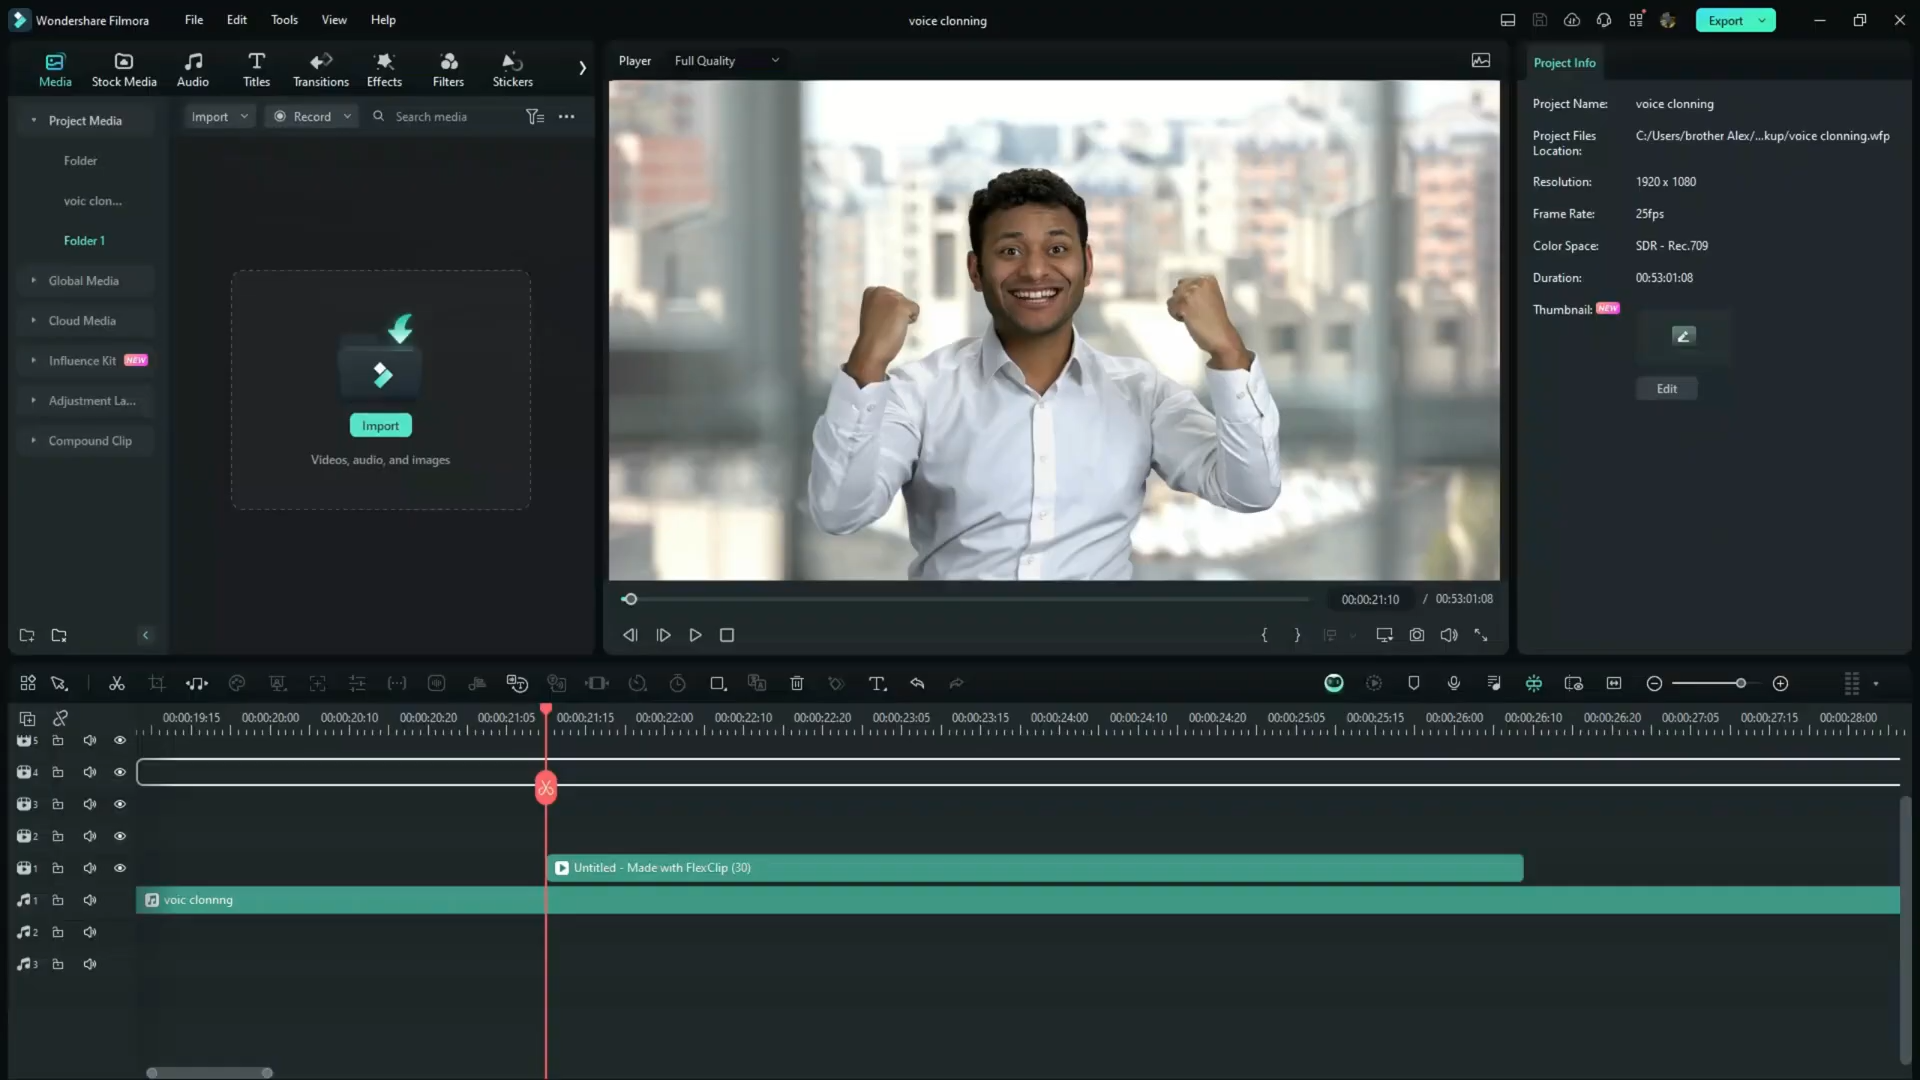 Wondershare Filmora File Edit Tools View Help voice clonning Export
Media Stock Media Audio Titles Transitions Effects Filters Stickers
Player Full Quality
Project Info
Import Record Search media
Project Media
Folder
voic clon...
Folder 1
Global Media
Cloud Media
Influence Kit NEW
Adjustment La...
Compound Clip
Import
Videos, audio, and images
Project Name: voice clonning
Project Files Location: C:/Users/brother Alex/...kup/voice clonning.wfp
Resolution: 1920 x 1080
Frame Rate: 25fps
Color Space: SDR - Rec.709
Duration: 00:53:01:08
Thumbnail: NEW
Edit
00:00:21:10 / 00:53:01:08
00:00:19:15 00:00:20:00 00:00:20:10 00:00:20:20 00:00:21:05 00:00:21:15 00:00:22:00 00:00:22:10 00:00:22:20 00:00:23:05 00:00:23:15 00:00:24:00 00:00:24:10 00:00:24:20 00:00:25:05 00:00:25:15 00:00:26:00 00:00:26:10 00:00:26:20 00:00:27:05 00:00:27:15 00:00:28:00
5
4
3
2
1 Untitled - Made with FlexClip (30)
1 voic clonnng
2
3